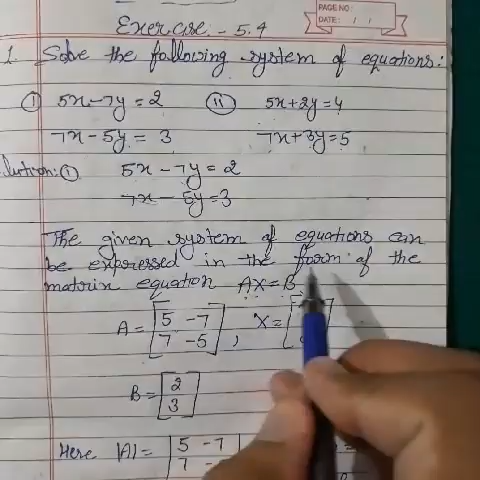 PAGE NO:
DATE: / /
Exercise - 5.4
1. Solve the following system of equations:
(i) 5x-7y=2 (ii) 5x+2y=4
7x-5y=3 7x+3y=5
lution: (i) 5x-7y=2
7x-5y=3
The given system of equations can
be expressed in the form of the
matrin equation AX=B
A = [5 -7
7 -5], X = [
B = [2
3]
Here |A| = |5 -7
7 -